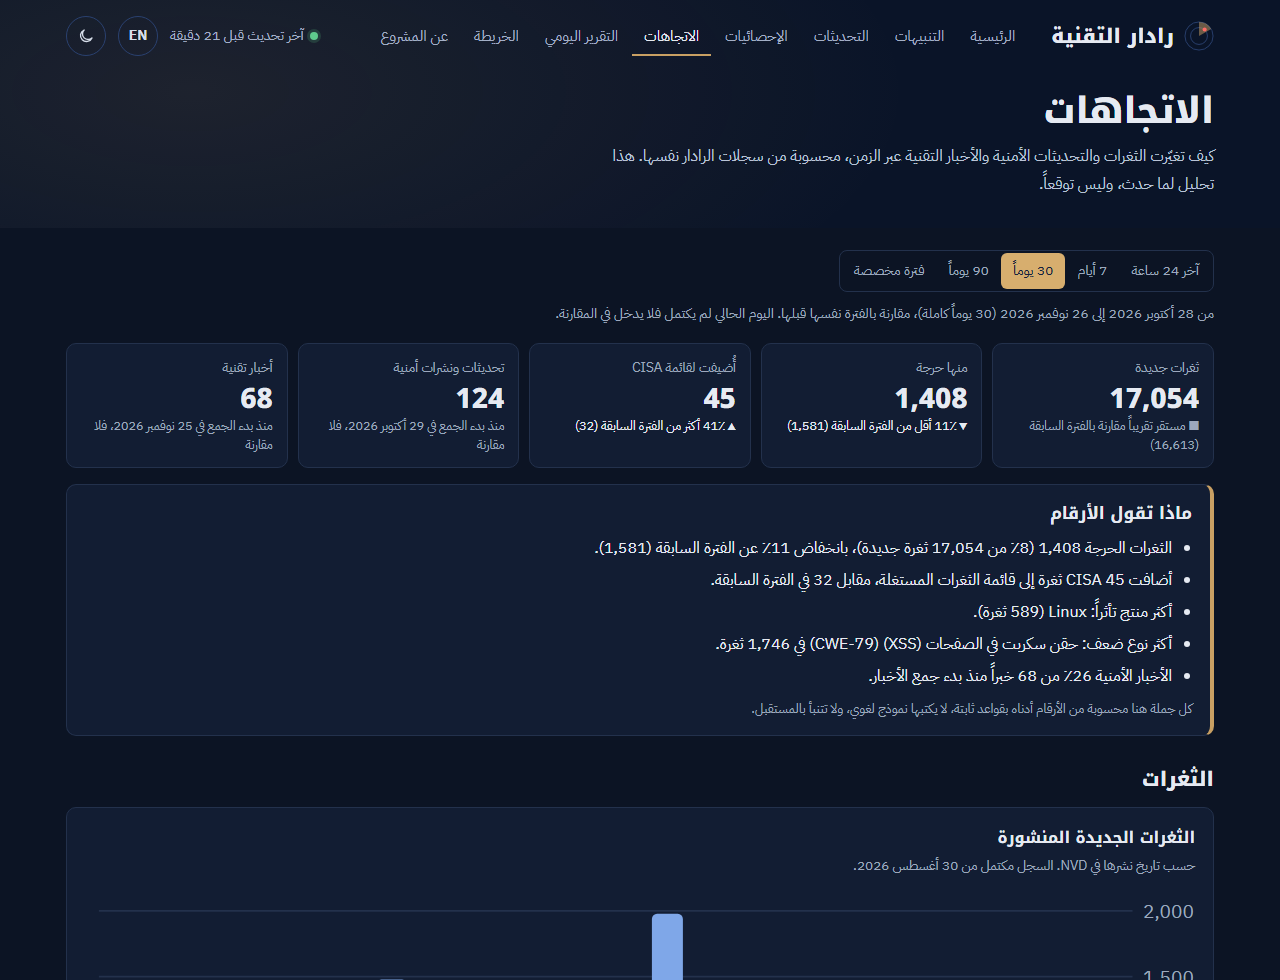 رادار التقنية
الرئيسية
التنبيهات
التحديثات
الإحصائيات
الاتجاهات
التقرير اليومي
الخريطة
عن المشروع
آخر تحديث قبل 21 دقيقة
EN
الاتجاهات
كيف تغيّرت الثغرات والتحديثات الأمنية والأخبار التقنية عبر الزمن، محسوبة من سجلات الرادار نفسها. هذا
تحليل لما حدث، وليس توقعاً.
آخر 24 ساعة
7 أيام
30 يوماً
90 يوماً
فترة مخصصة
من 28 أكتوبر 2026 إلى 26 نوفمبر 2026 (30 يوماً كاملة)، مقارنة بالفترة نفسها قبلها. اليوم الحالي لم يكتمل فلا يدخل في المقارنة.
ثغرات جديدة
17,054
■ مستقر تقريباً مقارنة بالفترة السابقة
(16,613)
منها حرجة
1,408
▼ 11٪ أقل من الفترة السابقة (1,581)
أُضيفت لقائمة CISA
45
▲ 41٪ أكثر من الفترة السابقة (32)
تحديثات ونشرات أمنية
124
منذ بدء الجمع في 29 أكتوبر 2026، فلا
مقارنة
أخبار تقنية
68
منذ بدء الجمع في 25 نوفمبر 2026، فلا
مقارنة
ماذا تقول الأرقام
الثغرات الحرجة 1,408 (8٪ من 17,054 ثغرة جديدة)، بانخفاض 11٪ عن الفترة السابقة (1,581).
أضافت CISA 45 ثغرة إلى قائمة الثغرات المستغلة، مقابل 32 في الفترة السابقة.
أكثر منتج تأثراً: Linux (589 ثغرة).
أكثر نوع ضعف: حقن سكربت في الصفحات (XSS) (CWE-79) في 1,746 ثغرة.
الأخبار الأمنية 26٪ من 68 خبراً منذ بدء جمع الأخبار.
كل جملة هنا محسوبة من الأرقام أدناه بقواعد ثابتة، لا يكتبها نموذج لغوي، ولا تتنبأ بالمستقبل.
الثغرات
الثغرات الجديدة المنشورة
حسب تاريخ نشرها في NVD. السجل مكتمل من 30 أغسطس 2026.
2,000
1,500